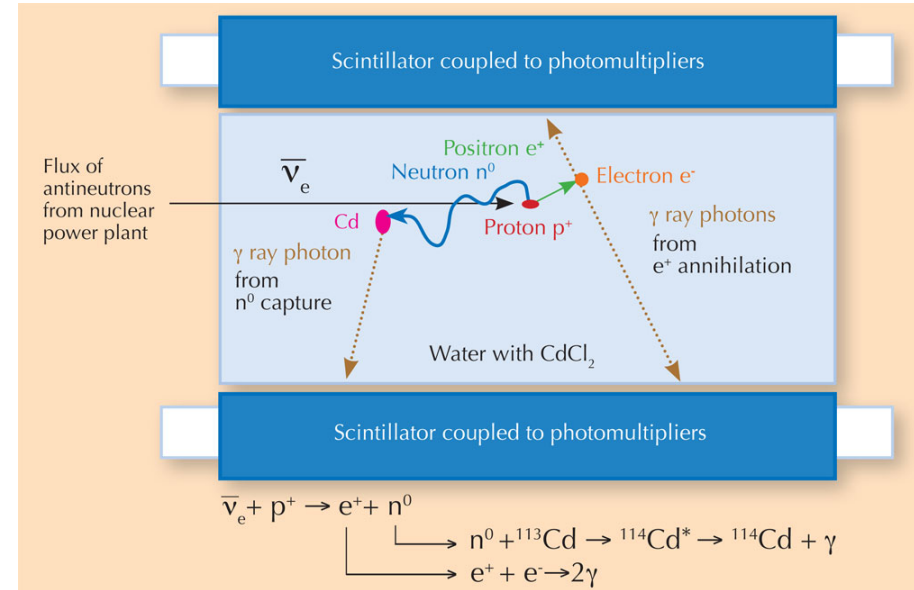 Scintillator coupled to photomultipliers
Flux of
antineutrons
from nuclear
power plant
ν̅ₑ
Positron e⁺
Neutron n⁰
Electron e⁻
Cd
Proton p⁺
γ ray photon
from
n⁰ capture
γ ray photons
from
e⁺ annihilation
Water with CdCl₂
Scintillator coupled to photomultipliers
ν̅ₑ + p⁺ → e⁺ + n⁰
n⁰ + ¹¹³Cd → ¹¹⁴Cd* → ¹¹⁴Cd + γ
e⁺ + e⁻ → 2γ